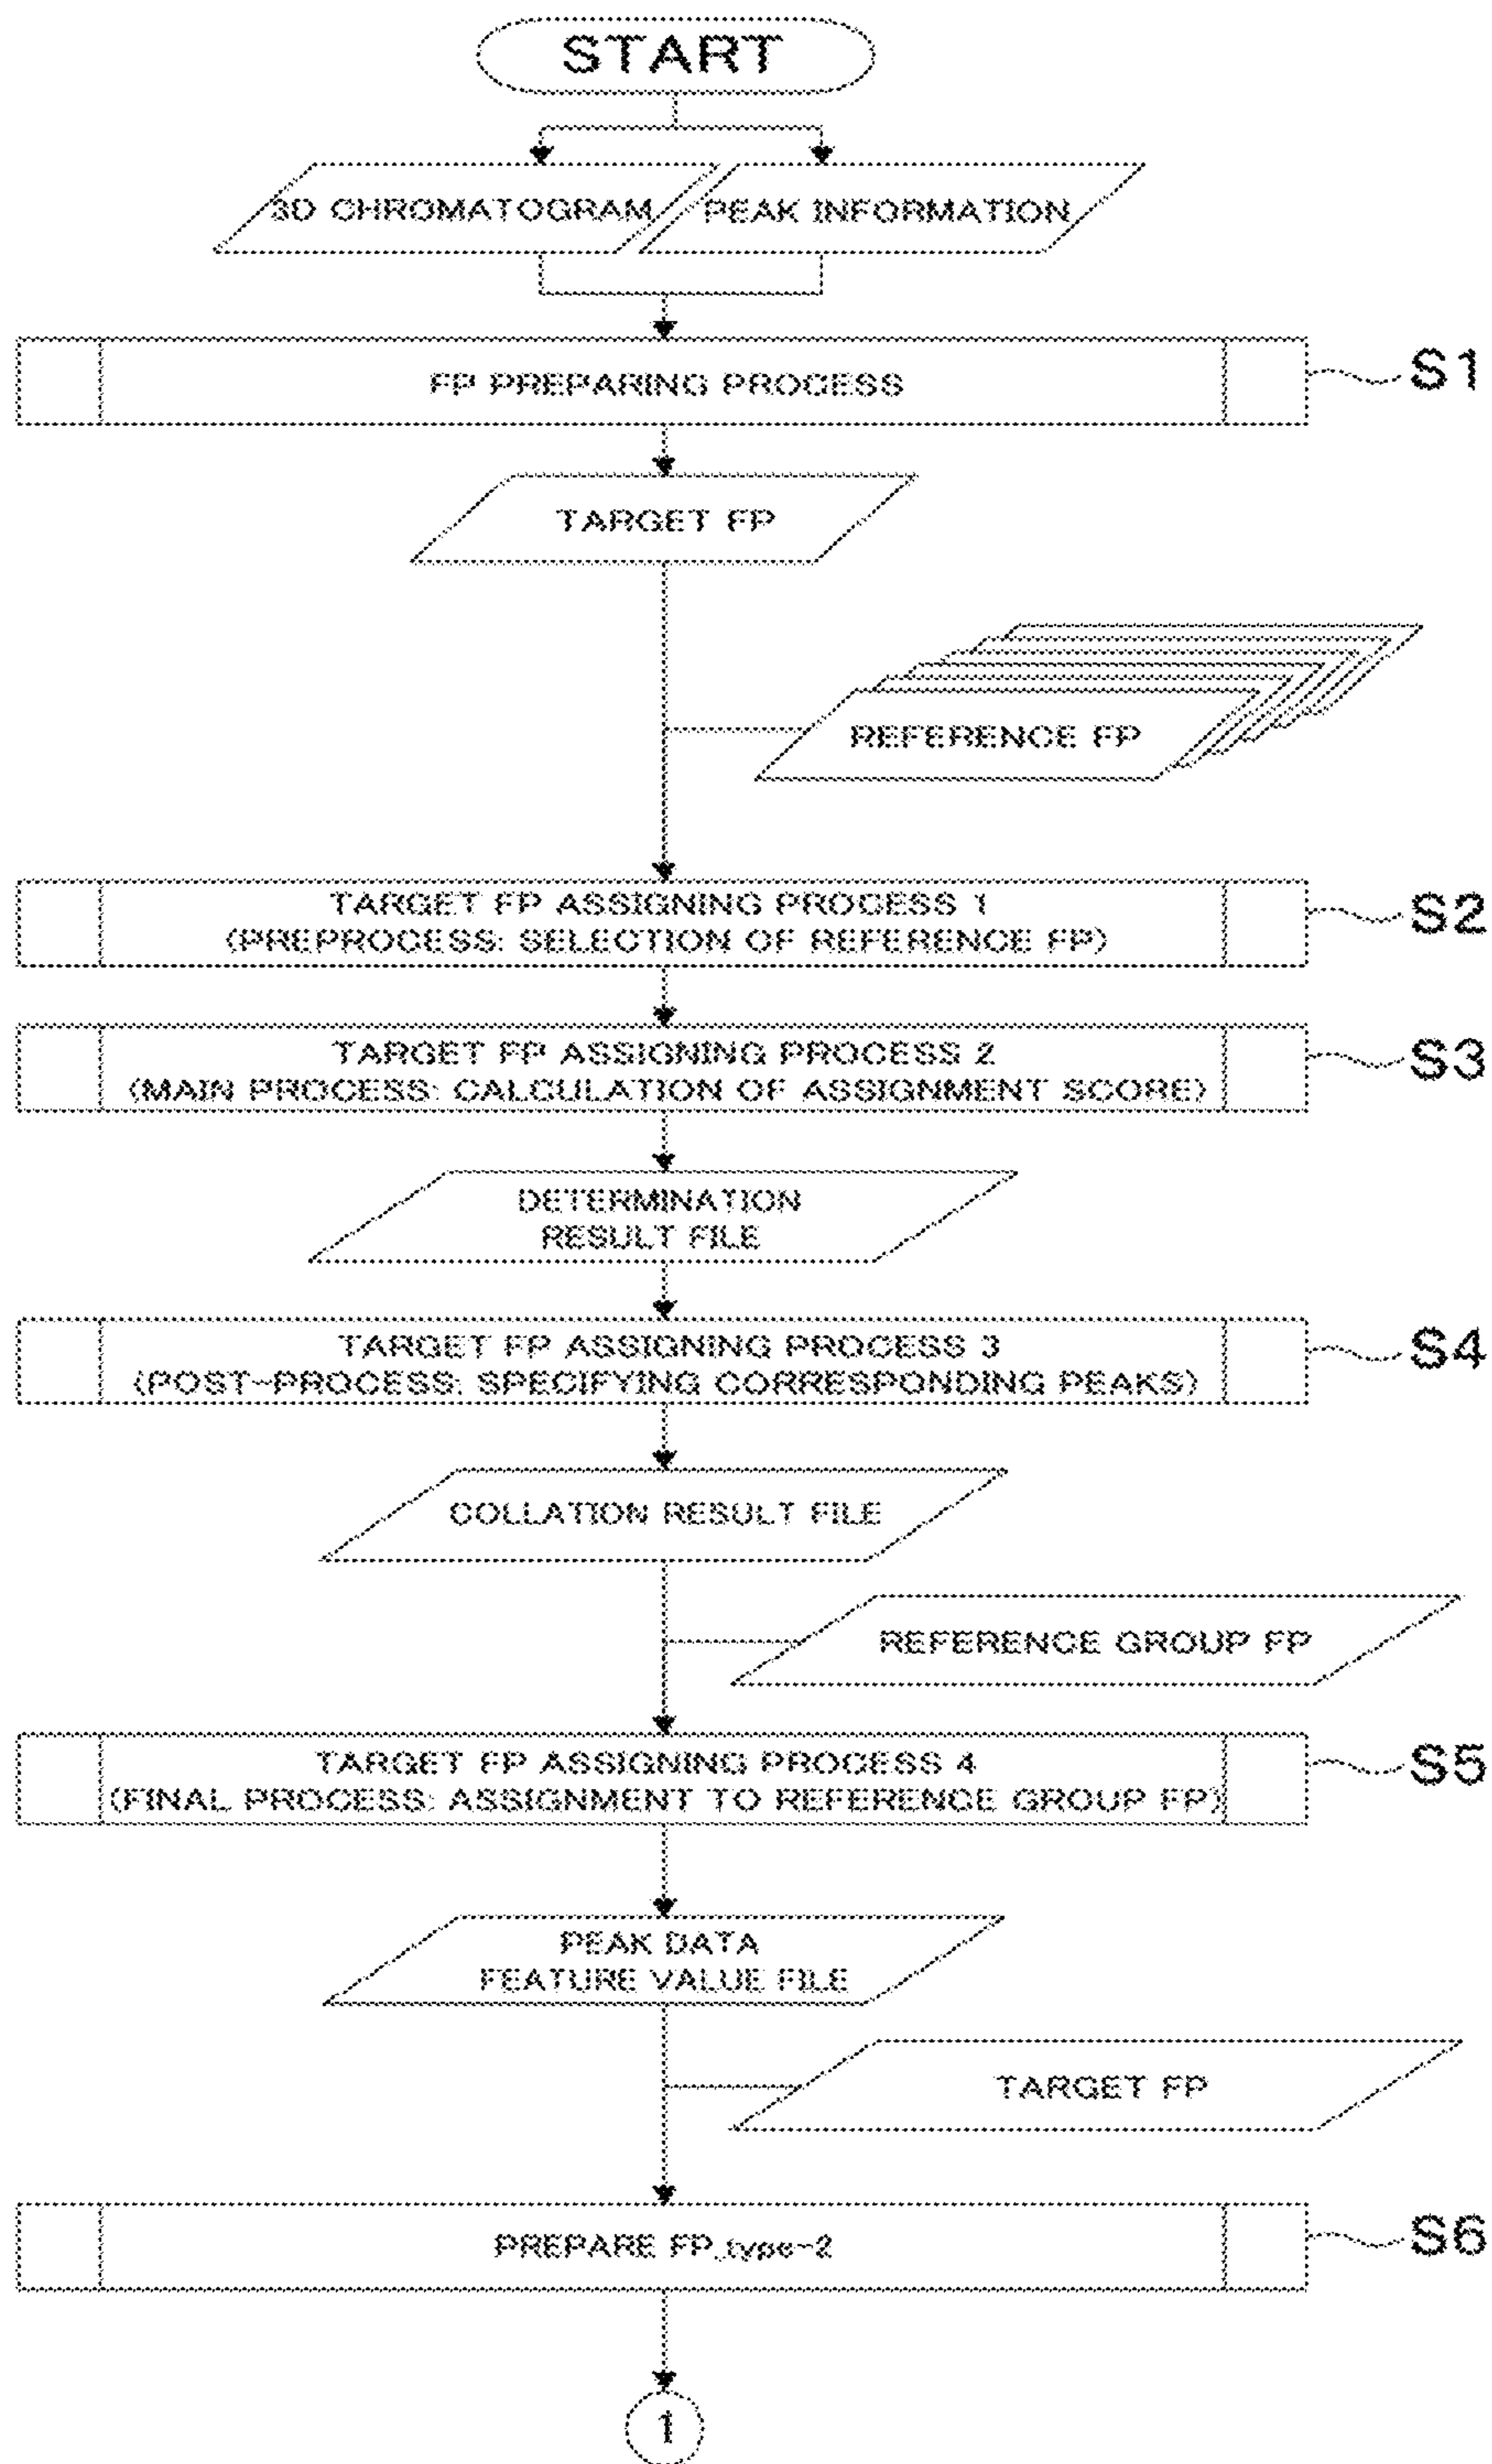 START
3D CHROMATOGRAM
PEAK INFORMATION
FP PREPARING PROCESS
S1
TARGET FP
REFERENCE FP
TARGET FP ASSIGNING PROCESS 1
(PREPROCESS: SELECTION OF REFERENCE FP)
S2
TARGET FP ASSIGNING PROCESS 2
(MAIN PROCESS: CALCULATION OF ASSIGNMENT SCORE)
S3
DETERMINATION
RESULT FILE
TARGET FP ASSIGNING PROCESS 3
(POST-PROCESS: SPECIFYING CORRESPONDING PEAKS)
S4
COLLATION RESULT FILE
REFERENCE GROUP FP
TARGET FP ASSIGNING PROCESS 4
(FINAL PROCESS: ASSIGNMENT TO REFERENCE GROUP FP)
S5
PEAK DATA
FEATURE VALUE FILE
TARGET FP
PREPARE FP_type-2
S6
1